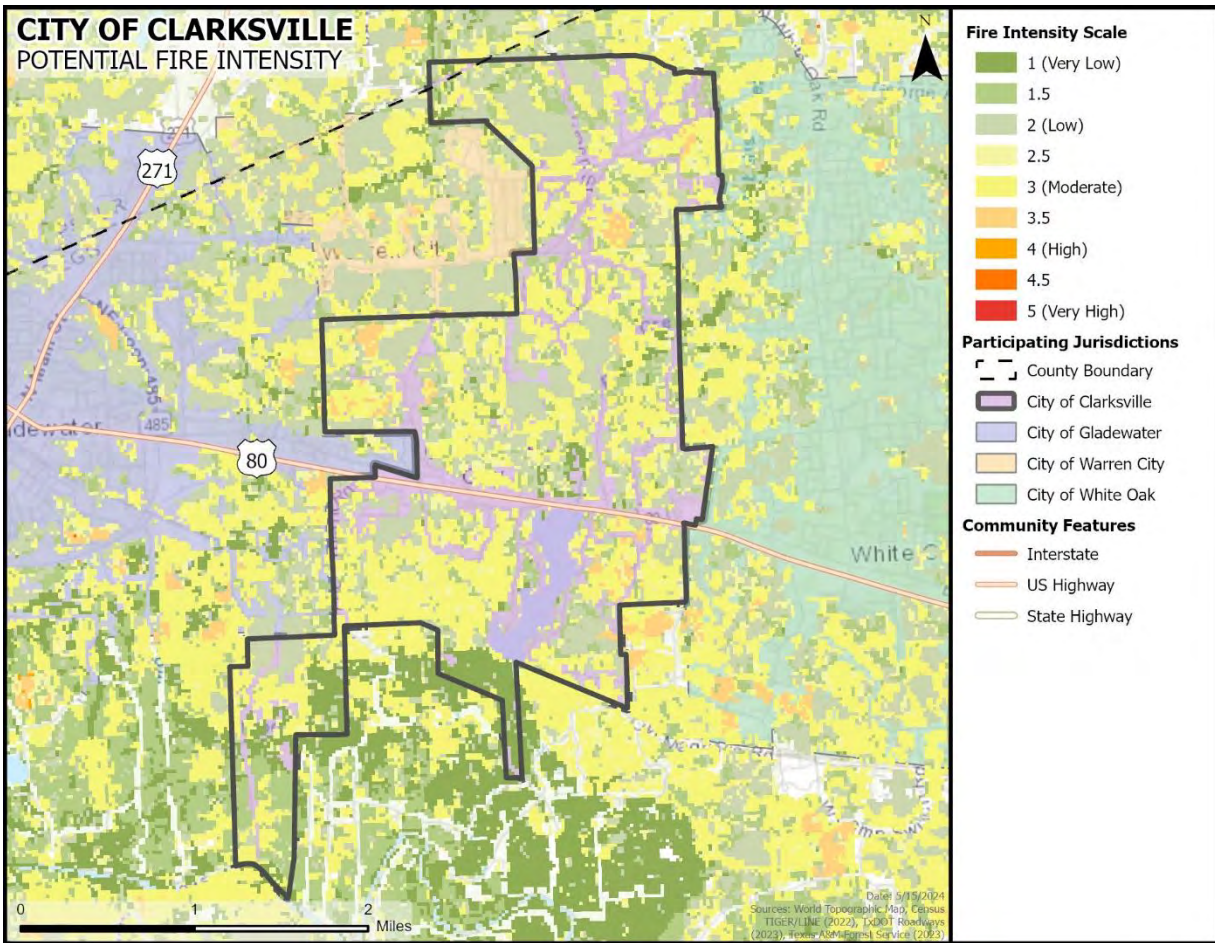 CITY OF CLARKSVILLE
POTENTIAL FIRE INTENSITY
N
271
485
80
White O
0 1 2
Miles
Date: 5/15/2024
Sources: World Topographic Map, Census
TIGER/LINE (2022), TxDOT Roadways
(2023), Texas A&M Forest Service (2023)
Fire Intensity Scale
1 (Very Low)
1.5
2 (Low)
2.5
3 (Moderate)
3.5
4 (High)
4.5
5 (Very High)
Participating Jurisdictions
County Boundary
City of Clarksville
City of Gladewater
City of Warren City
City of White Oak
Community Features
Interstate
US Highway
State Highway